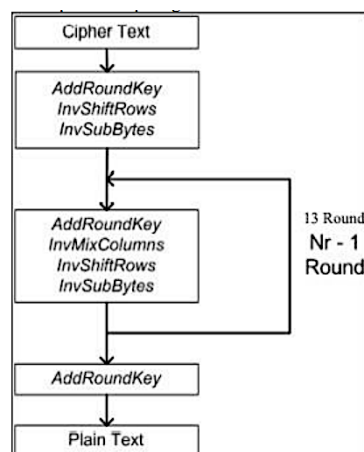 Cipher Text
AddRoundKey
InvShiftRows
InvSubBytes
AddRoundKey
InvMixColumns
InvShiftRows
InvSubBytes
13 Round
Nr - 1
Round
AddRoundKey
Plain Text